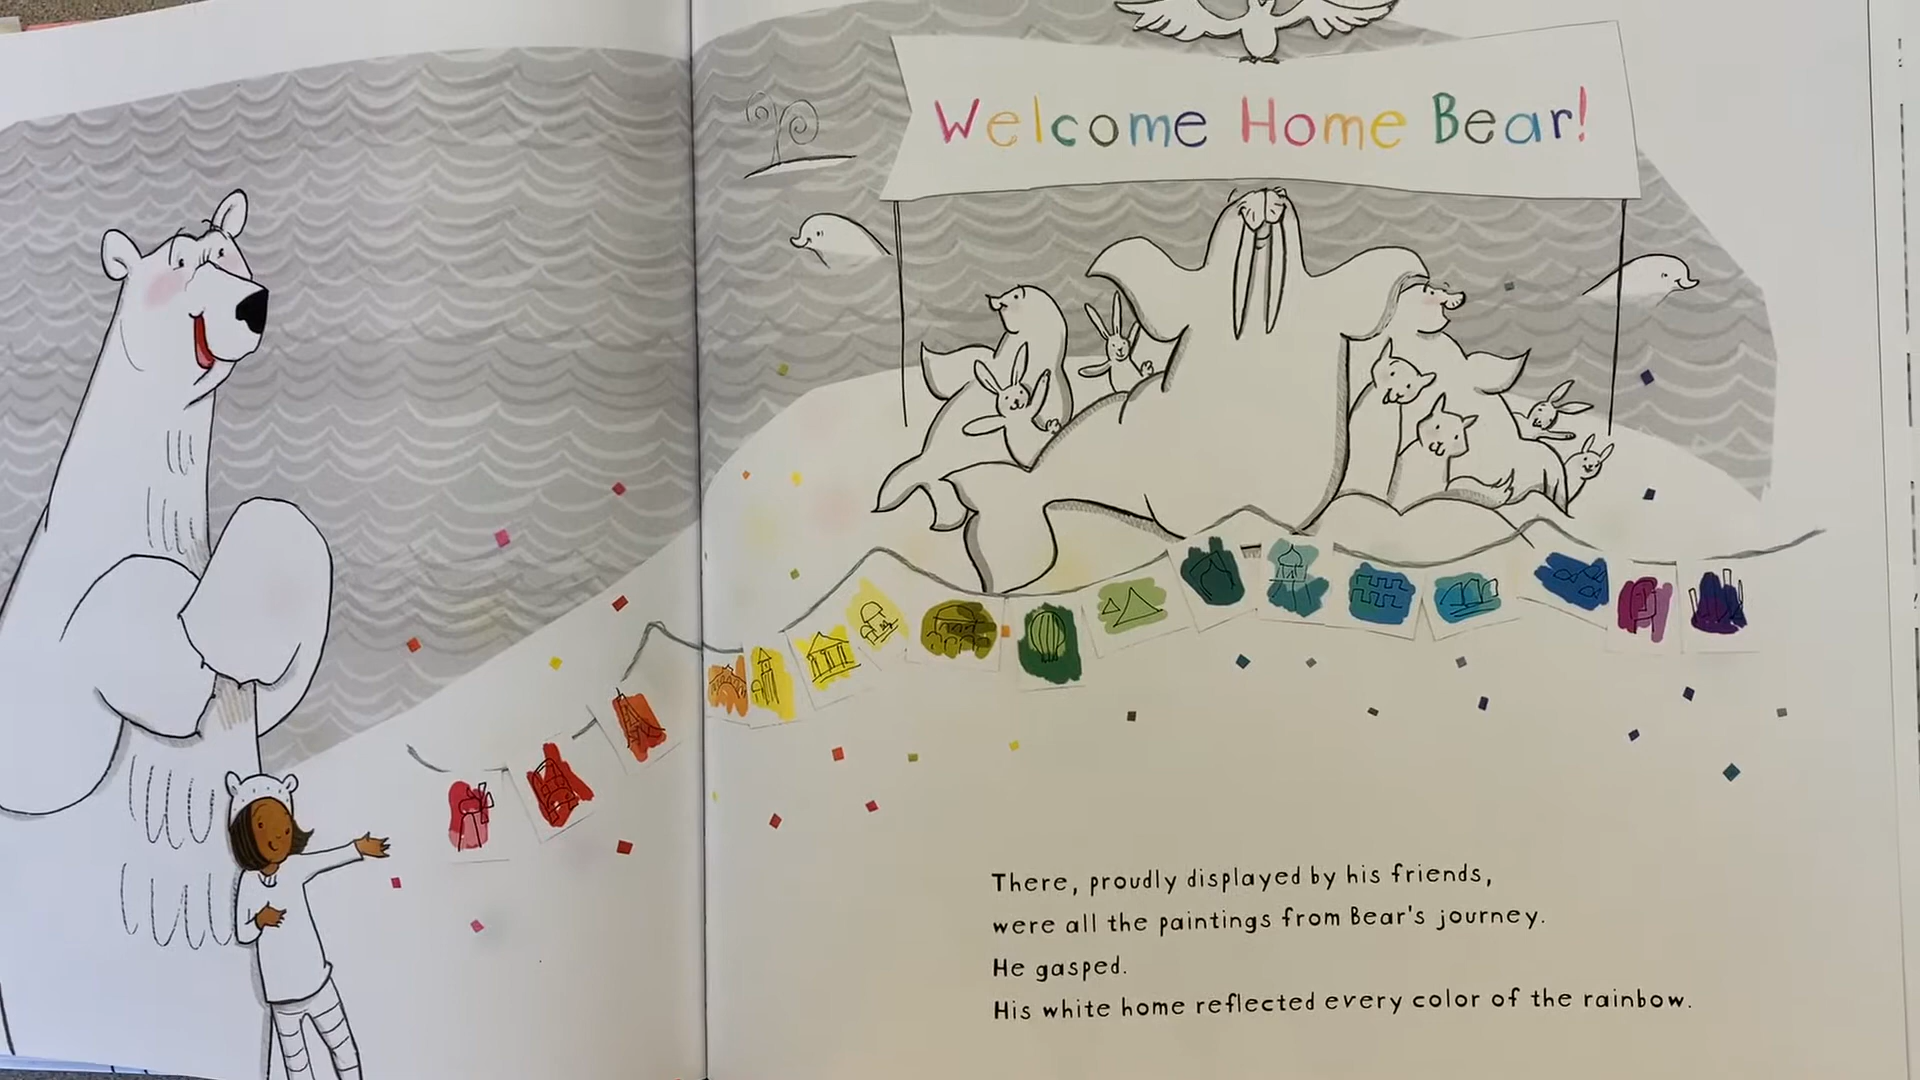 Welcome Home Bear!
There, proudly displayed by his friends,
were all the paintings from Bear's journey.
He gasped.
His white home reflected every color of the rainbow.